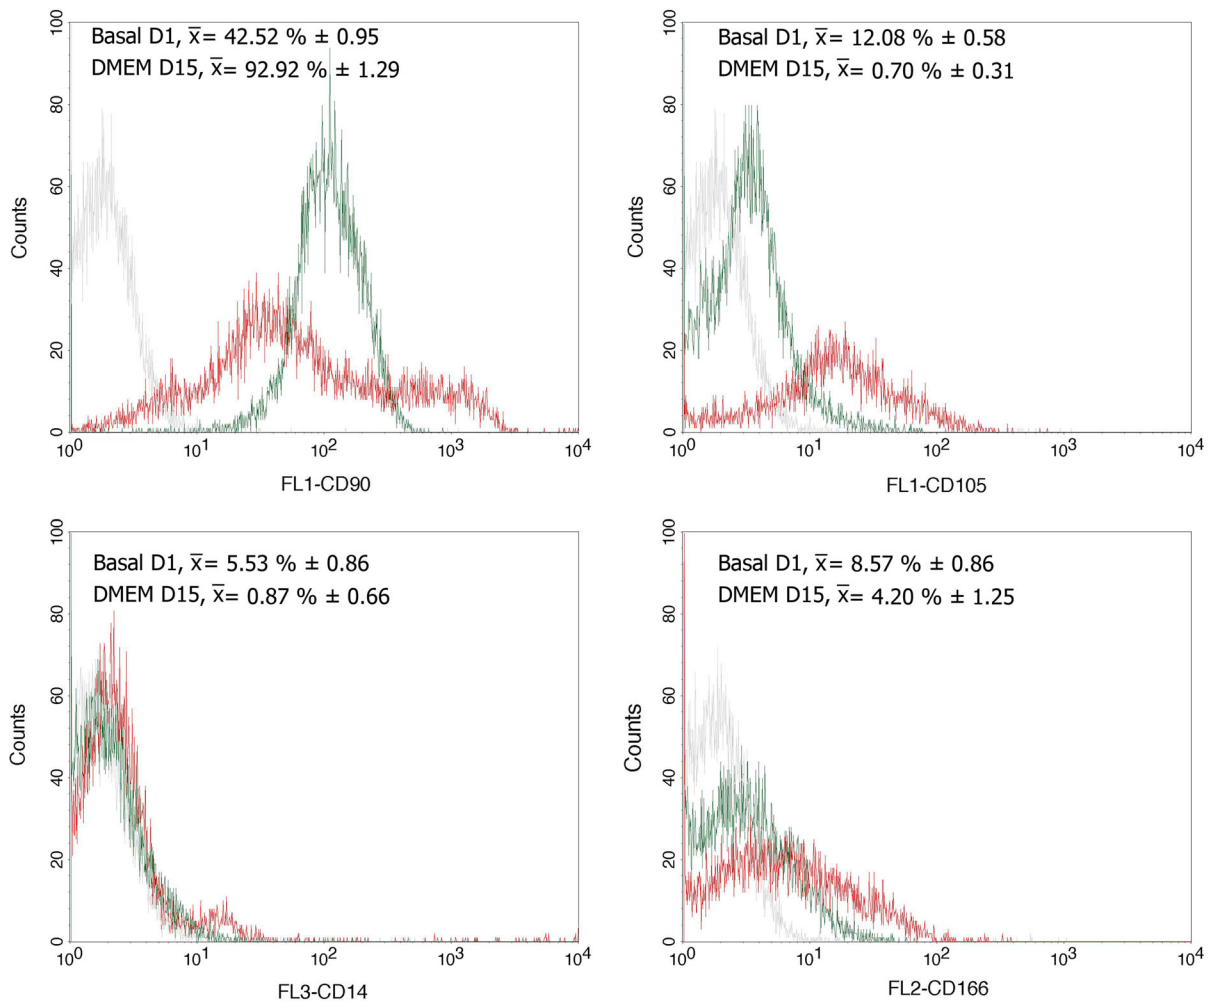 Basal D1, x̅= 42.52 % ± 0.95
DMEM D15, x̅= 92.92 % ± 1.29
Counts
0 20 40 60 80 100
10⁰ 10¹ 10² 10³ 10⁴
FL1-CD90
Basal D1, x̅= 12.08 % ± 0.58
DMEM D15, x̅= 0.70 % ± 0.31
Counts
0 20 40 60 80 100
10⁰ 10¹ 10² 10³ 10⁴
FL1-CD105
Basal D1, x̅= 5.53 % ± 0.86
DMEM D15, x̅= 0.87 % ± 0.66
Counts
0 20 40 60 80 100
10⁰ 10¹ 10² 10³ 10⁴
FL3-CD14
Basal D1, x̅= 8.57 % ± 0.86
DMEM D15, x̅= 4.20 % ± 1.25
Counts
0 20 40 60 80 100
10⁰ 10¹ 10² 10³ 10⁴
FL2-CD166